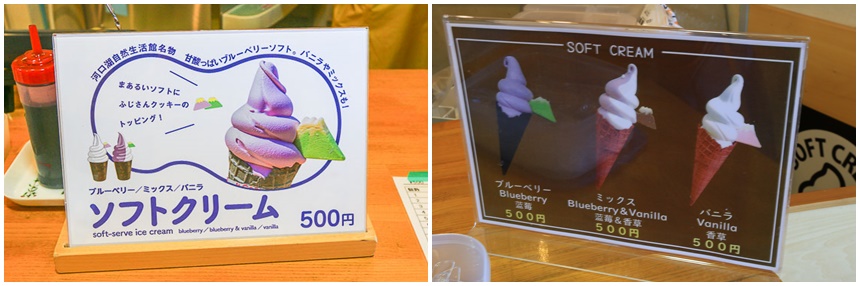 河口湖自然生活館名物 甘酸っぱいブルーベリーソフト。バニラやミックスも!
まあるいソフトに
ふじさんクッキーの
トッピング!
ブルーベリー/ミックス/バニラ
ソフトクリーム 500円
soft-serve ice cream blueberry/blueberry & vanilla/vanilla
SOFT CREAM
ブルーベリー
Blueberry
蓝莓
500円
ミックス
Blueberry&Vanilla
蓝莓&香草
500円
バニラ
Vanilla
香草
500円
SOFT CRE